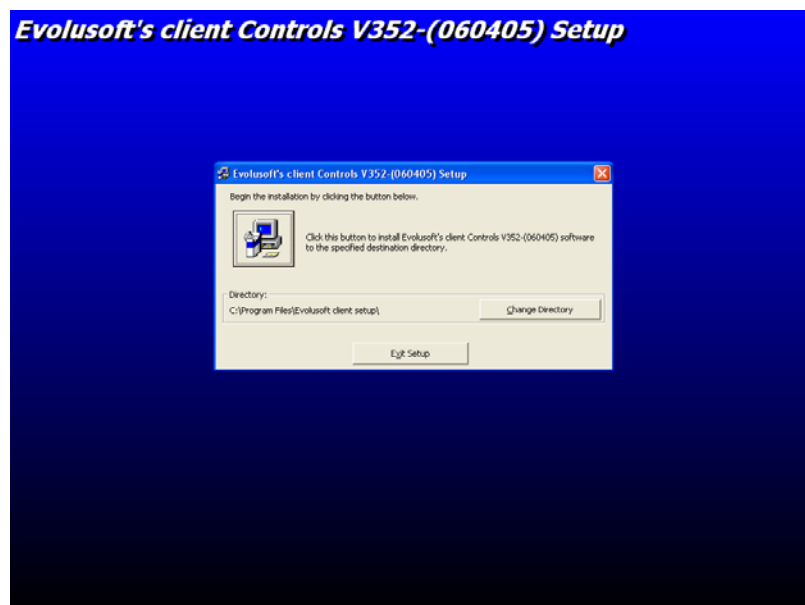 Evolusoft's client Controls V352-(060405) Setup
Evolusoft's client Controls V352-(060405) Setup
Begin the installation by clicking the button below.
Click this button to install Evolusoft's client Controls V352-(060405) software
to the specified destination directory.
Directory:
C:\Program Files\Evolusoft client setup\
Change Directory
Exit Setup